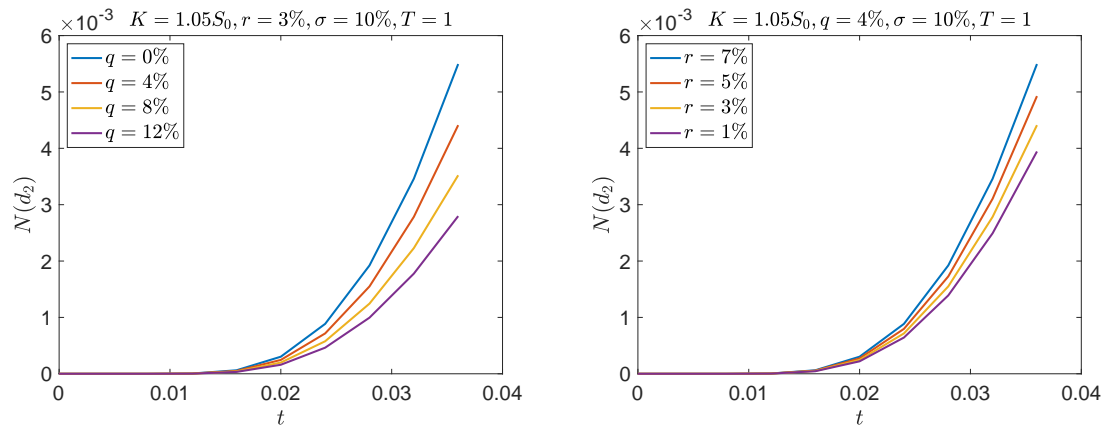 K = 1.05S₀, r = 3%, σ = 10%, T = 1
×10⁻³
6
5
4
3
2
1
0
N(d₂)
q = 0%
q = 4%
q = 8%
q = 12%
0 0.01 0.02 0.03 0.04
t
K = 1.05S₀, q = 4%, σ = 10%, T = 1
×10⁻³
6
5
4
3
2
1
0
N(d₂)
r = 7%
r = 5%
r = 3%
r = 1%
0 0.01 0.02 0.03 0.04
t